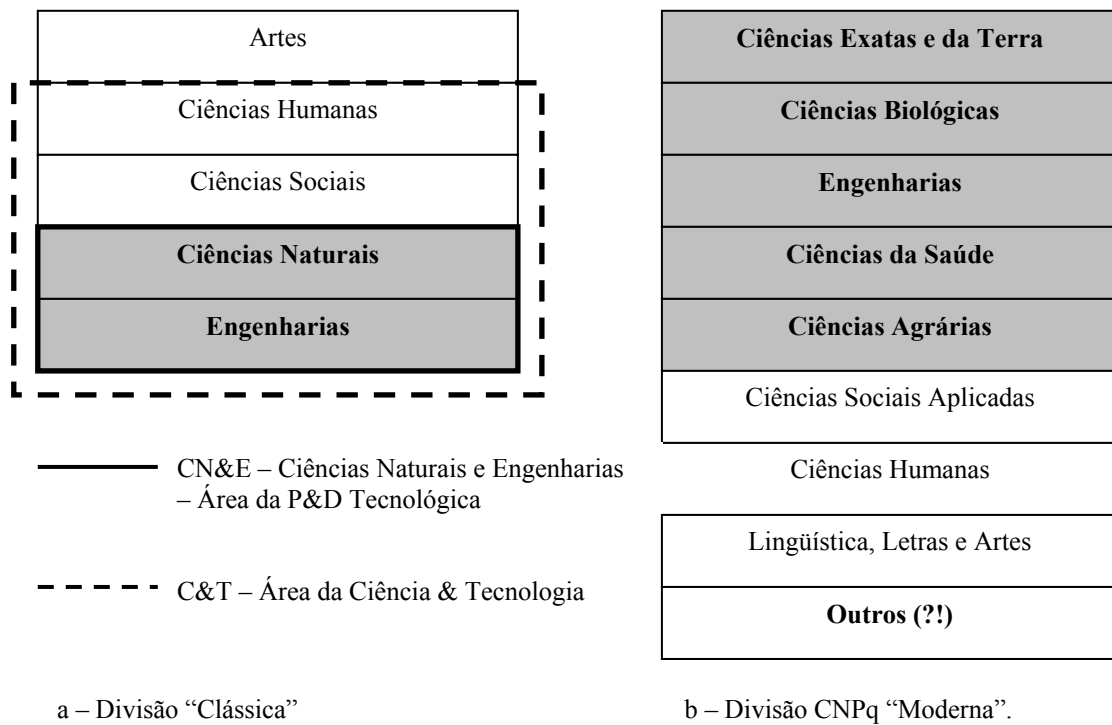 Artes
Ciências Humanas
Ciências Sociais
Ciências Naturais
Engenharias
CN&E – Ciências Naturais e Engenharias
– Área da P&D Tecnológica
C&T – Área da Ciência & Tecnologia
a – Divisão “Clássica”
Ciências Exatas e da Terra
Ciências Biológicas
Engenharias
Ciências da Saúde
Ciências Agrárias
Ciências Sociais Aplicadas
Ciências Humanas
Lingüística, Letras e Artes
Outros (?!)
b – Divisão CNPq “Moderna”.